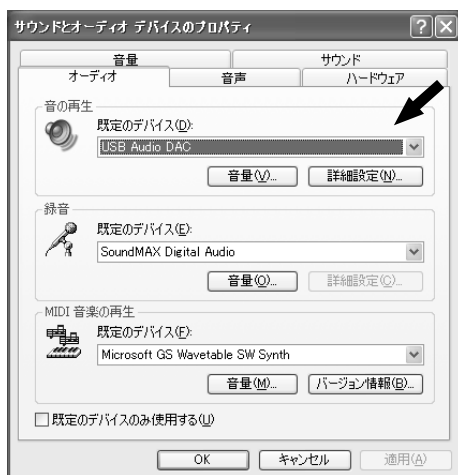 サウンドとオーディオ デバイスのプロパティ
音量
サウンド
オーディオ
音声
ハードウェア
音の再生
既定のデバイス(D):
USB Audio DAC
音量(V)...
詳細設定(N)...
録音
既定のデバイス(E):
SoundMAX Digital Audio
音量(O)...
詳細設定(C)...
MIDI 音楽の再生
既定のデバイス(F):
Microsoft GS Wavetable SW Synth
音量(M)...
バージョン情報(B)...
既定のデバイスのみ使用する(U)
OK
キャンセル
適用(A)